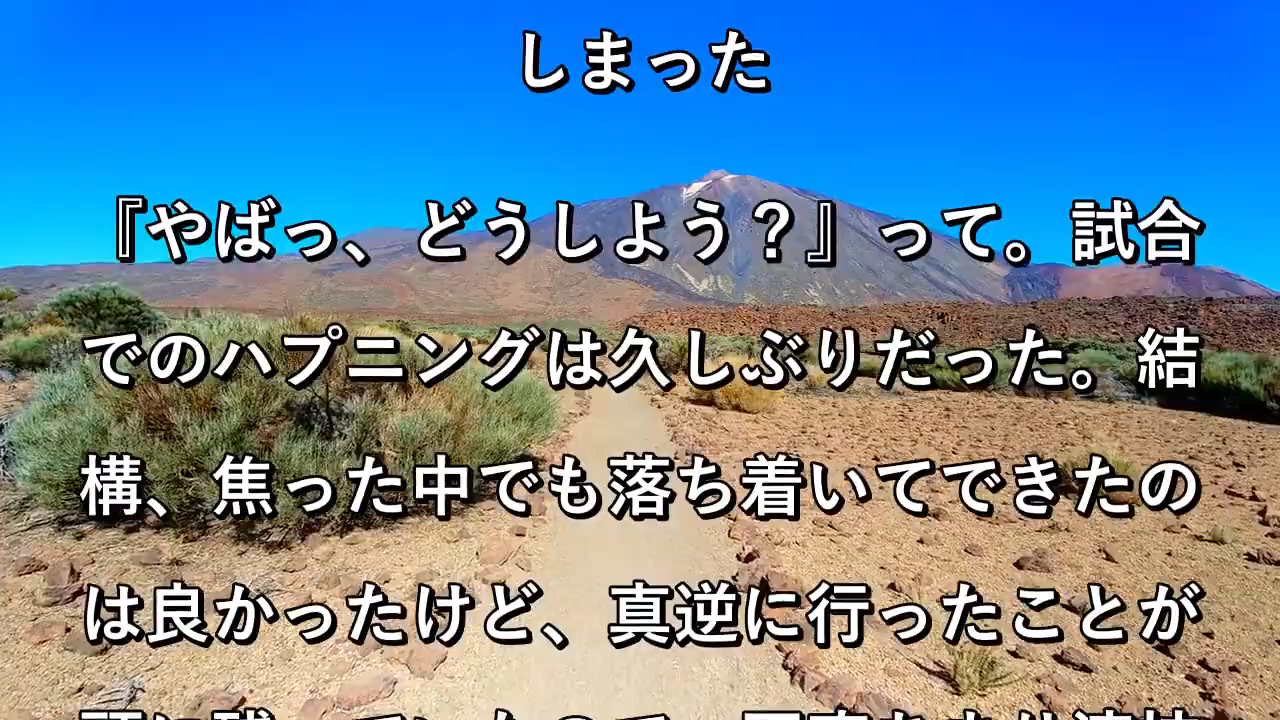 しまった
『やばっ、どうしよう？』って。試合
でのハプニングは久しぶりだった。結
構、焦った中でも落ち着いてできたの
は良かったけど、真逆に行ったことが